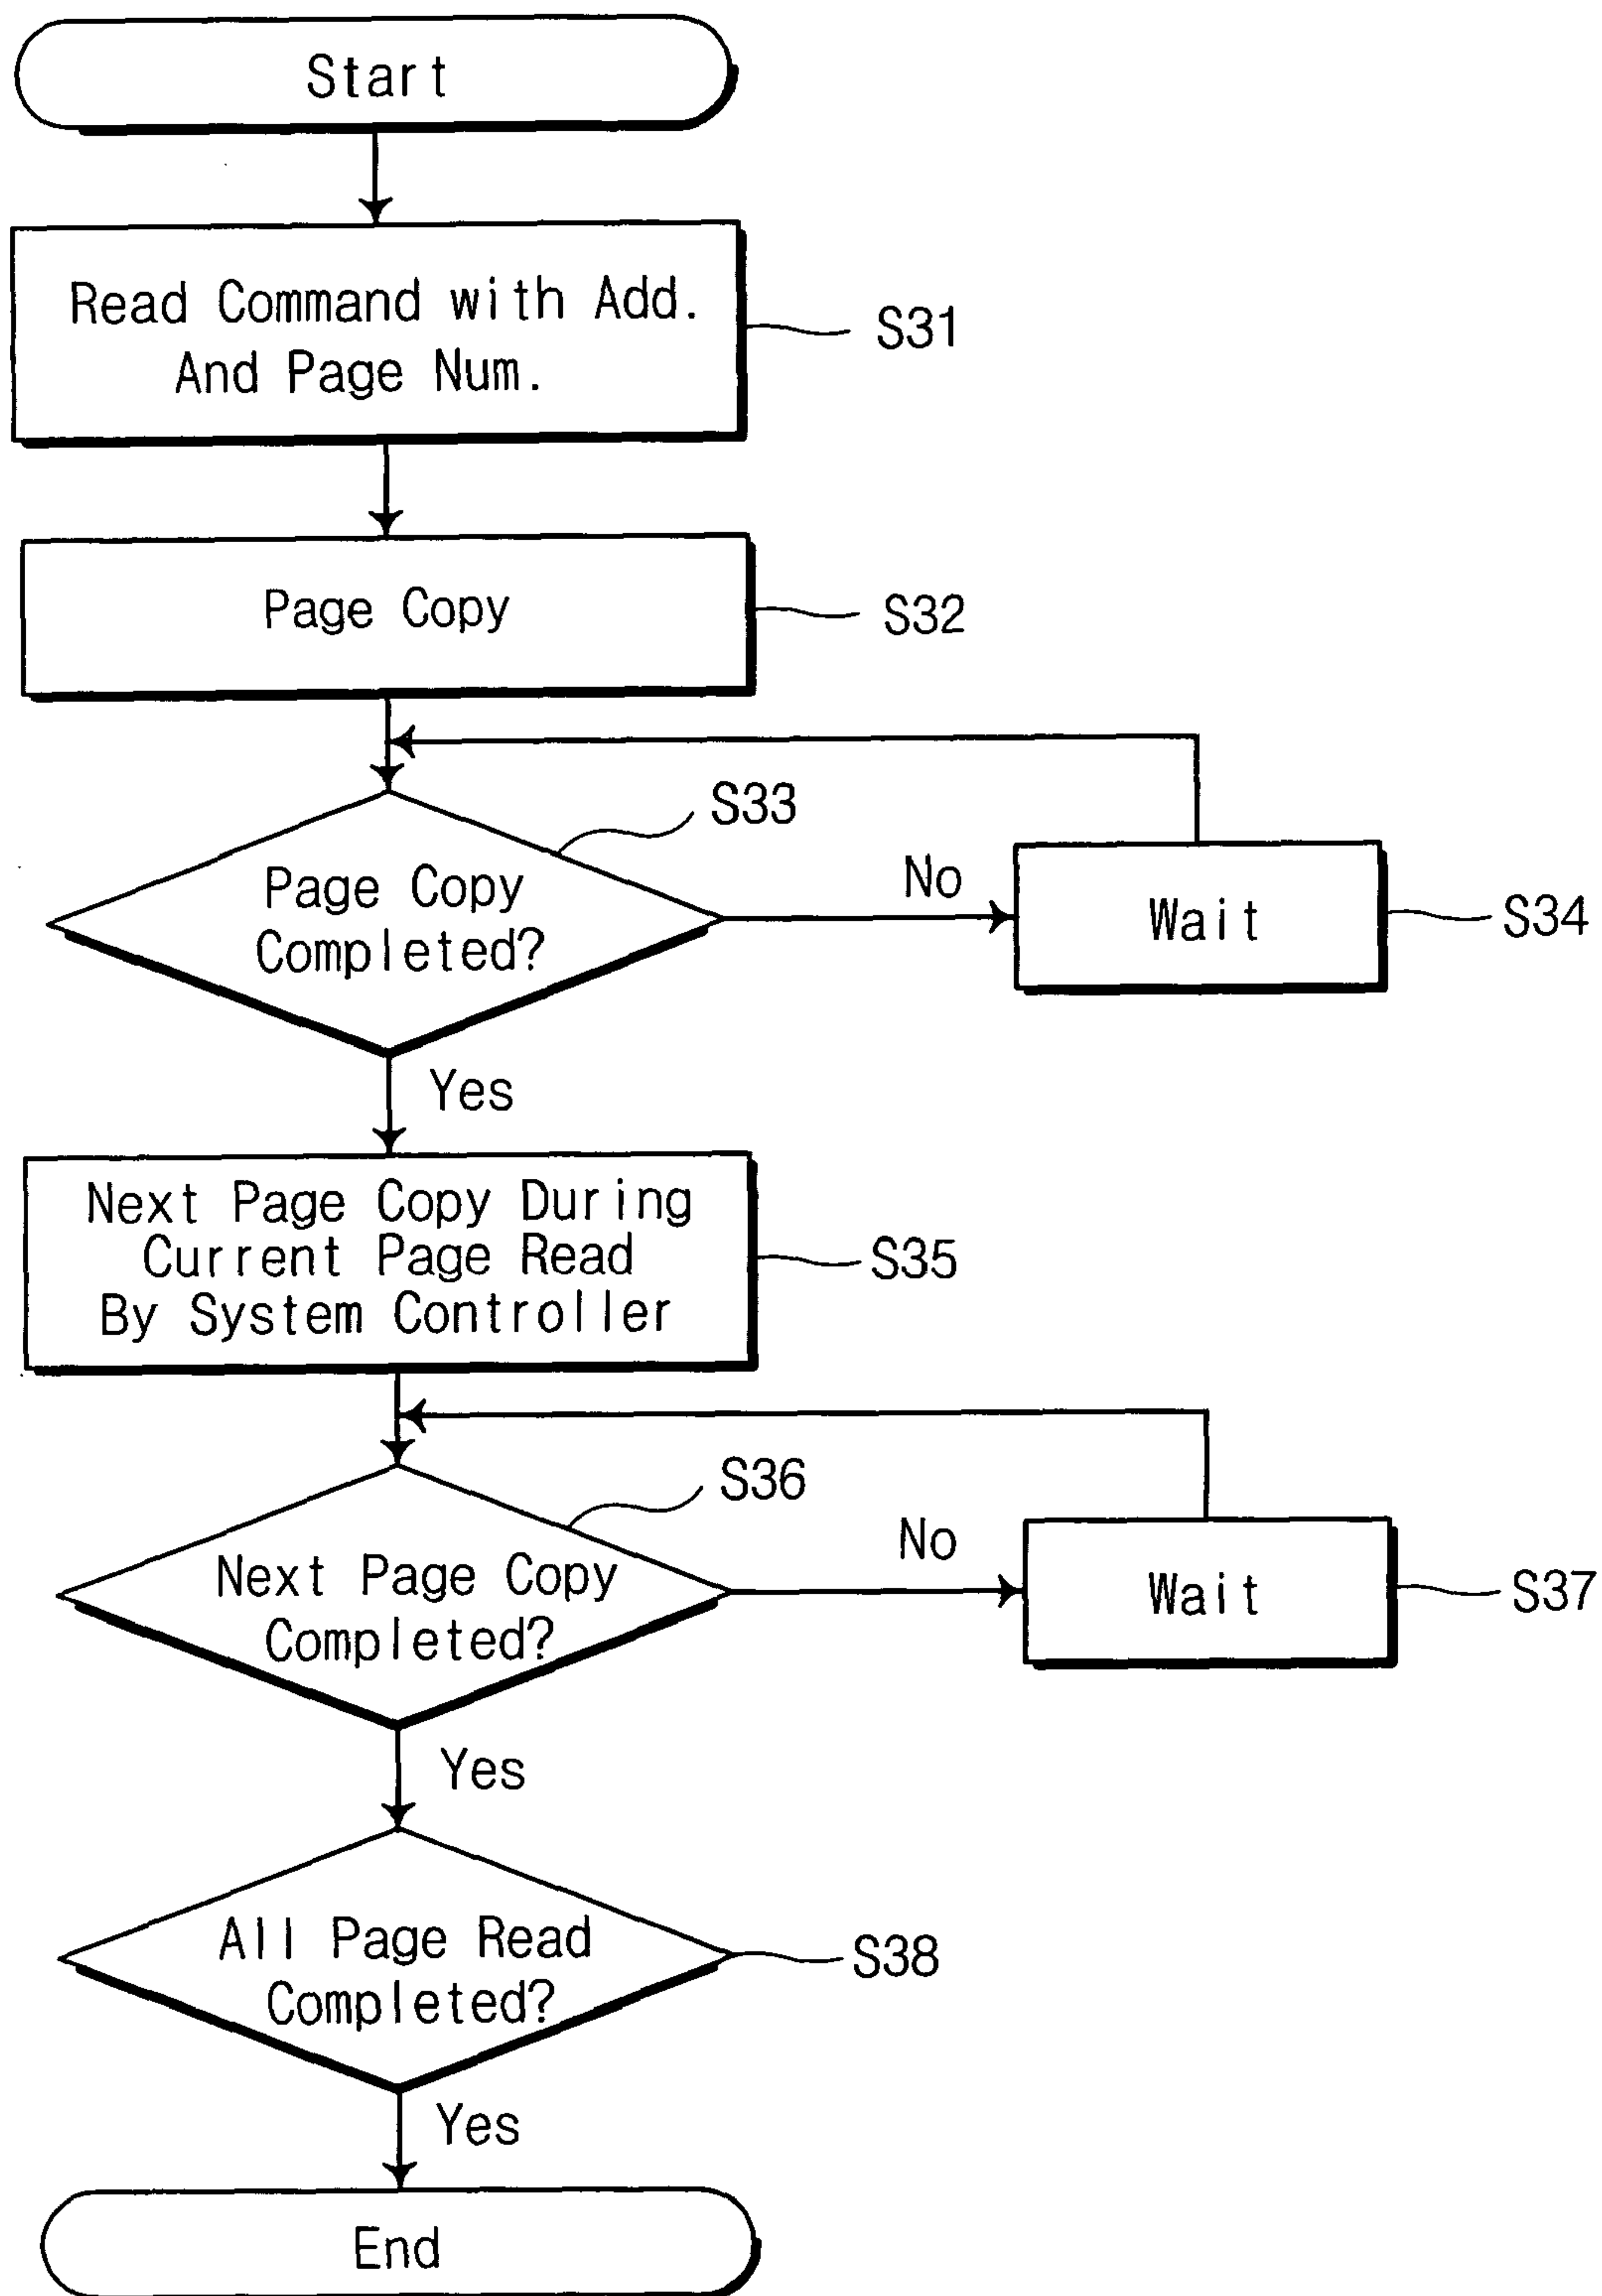 Start
Read Command with Add.
And Page Num.
S31
Page Copy
S32
S33
Page Copy
Completed?
No
Wait
S34
Yes
Next Page Copy During
Current Page Read
By System Controller
S35
S36
Next Page Copy
Completed?
No
Wait
S37
Yes
All Page Read
Completed?
S38
Yes
End